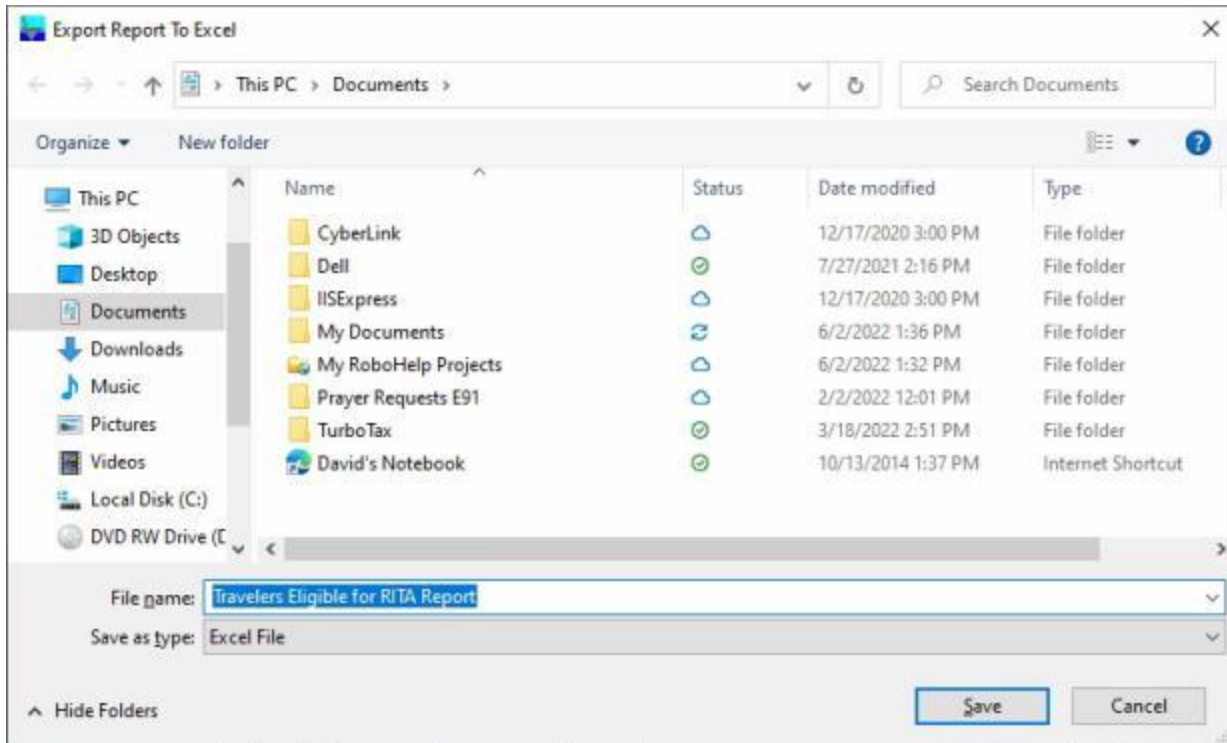 Export Report To Excel
This PC > Documents >
Search Documents
Organize
New folder
?
Name Status Date modified Type
This PC
3D Objects
Desktop
Documents
Downloads
Music
Pictures
Videos
Local Disk (C:)
DVD RW Drive (D
CyberLink 12/17/2020 3:00 PM File folder
Dell 7/27/2021 2:16 PM File folder
IISExpress 12/17/2020 3:00 PM File folder
My Documents 6/2/2022 1:36 PM File folder
My RoboHelp Projects 6/2/2022 1:32 PM File folder
Prayer Requests E91 2/2/2022 12:01 PM File folder
TurboTax 3/18/2022 2:51 PM File folder
David's Notebook 10/13/2014 1:37 PM Internet Shortcut
File name: Travelers Eligible for RITA Report
Save as type: Excel File
Hide Folders
Save
Cancel